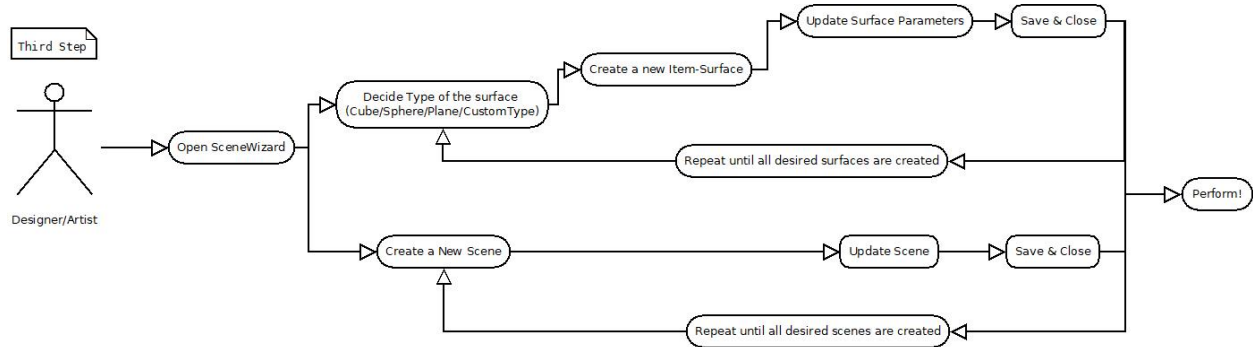 Third Step
Designer/Artist
Open SceneWizard
Decide Type of the surface
(Cube/Sphere/Plane/CustomType)
Create a new Item-Surface
Update Surface Parameters
Save & Close
Repeat until all desired surfaces are created
Perform!
Create a New Scene
Update Scene
Save & Close
Repeat until all desired scenes are created